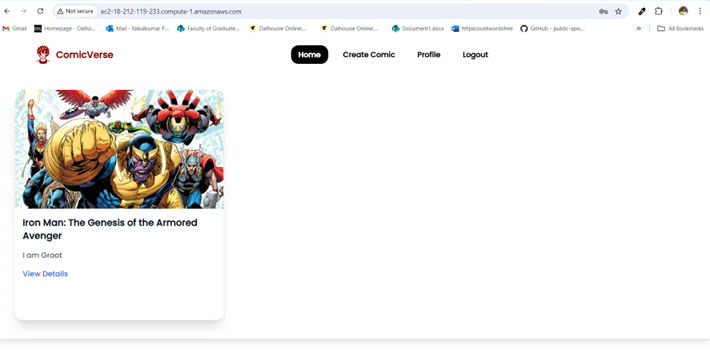 Not secure
ec2-18-212-119-233.compute-1.amazonaws.com
Gmail
Homepage - Dalho...
Mail - Nikulkumar P...
Faculty of Graduate...
Dalhousie Online:...
Dalhousie Online:...
Document1.docx
httpscountwordsfree
GitHub - public-apis...
»
All Bookmarks
ComicVerse
Home
Create Comic
Profile
Logout
Iron Man: The Genesis of the Armored
Avenger
I am Groot
View Details